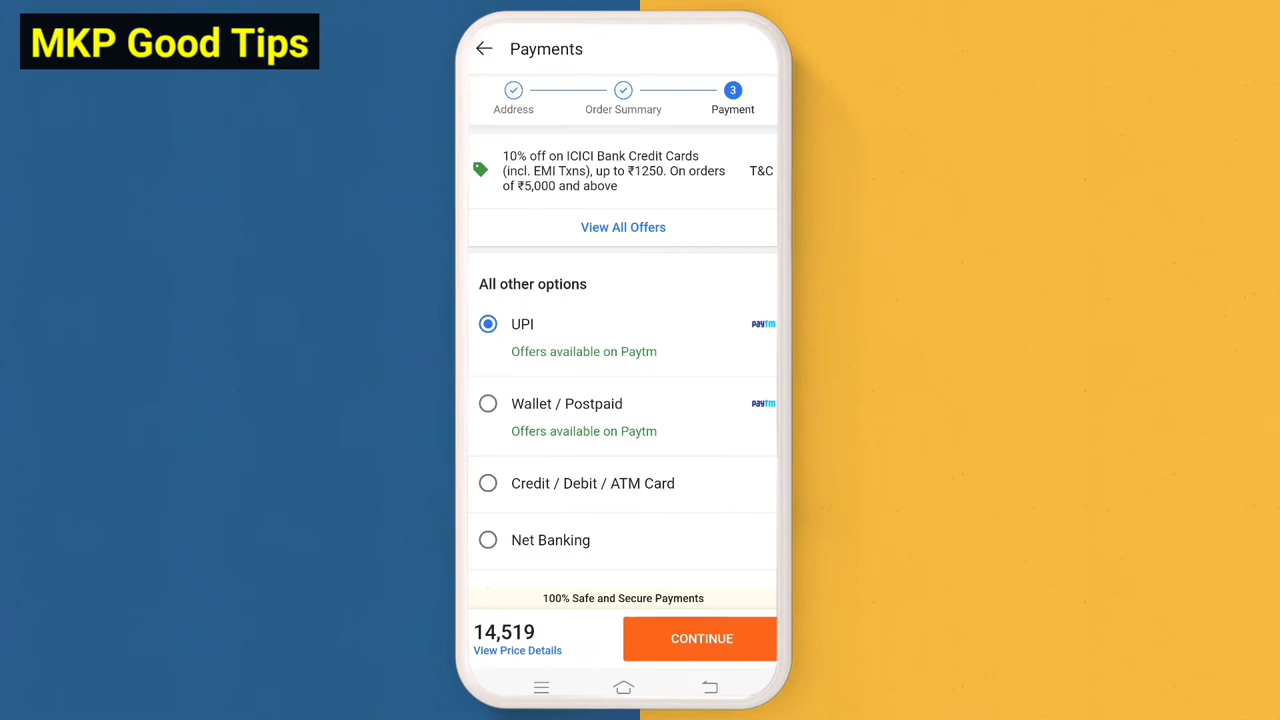 MKP Good Tips
Payments
3
Address
Order Summary
Payment
10% off on ICICI Bank Credit Cards
(incl. EMI Txns), up to ₹1250. On orders
of ₹5,000 and above
T&C
View All Offers
All other options
UPI
paytm
Offers available on Paytm
Wallet / Postpaid
paytm
Offers available on Paytm
Credit / Debit / ATM Card
Net Banking
100% Safe and Secure Payments
14,519
View Price Details
CONTINUE